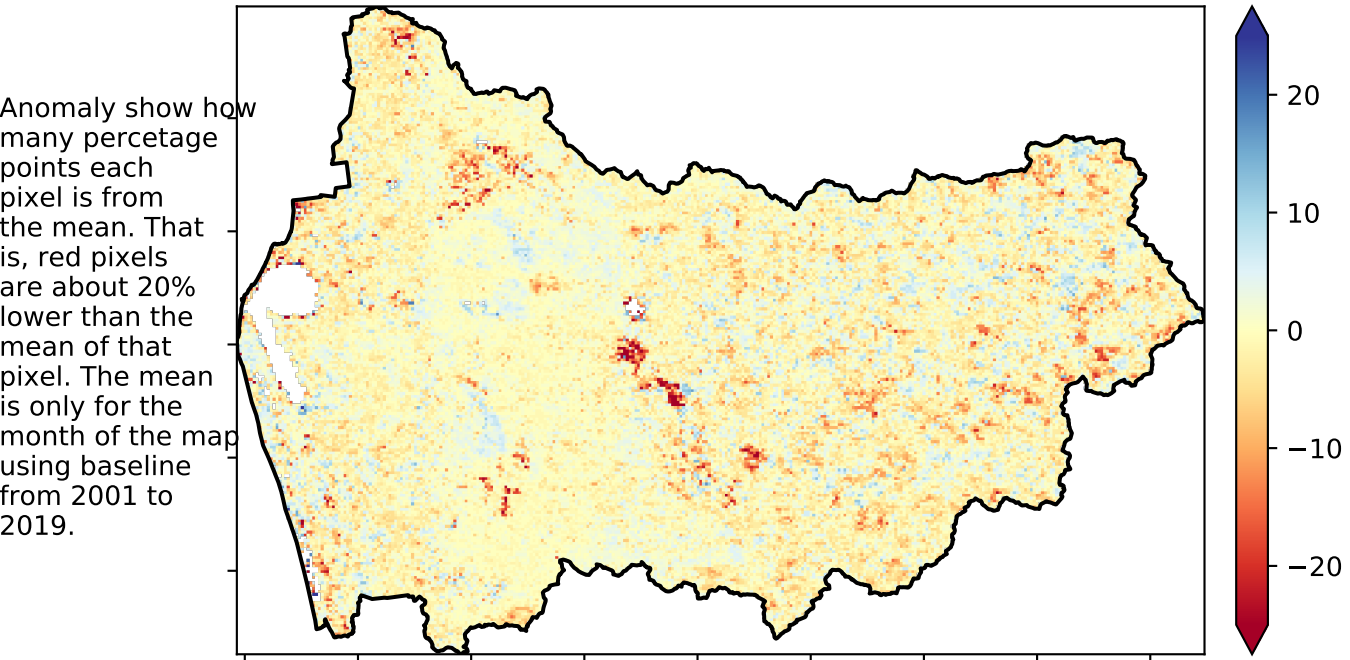 Anomaly show how
many percetage
points each
pixel is from
the mean. That
is, red pixels
are about 20%
lower than the
mean of that
pixel. The mean
is only for the
month of the map
using baseline
from 2001 to
2019.
20
10
0
−10
−20